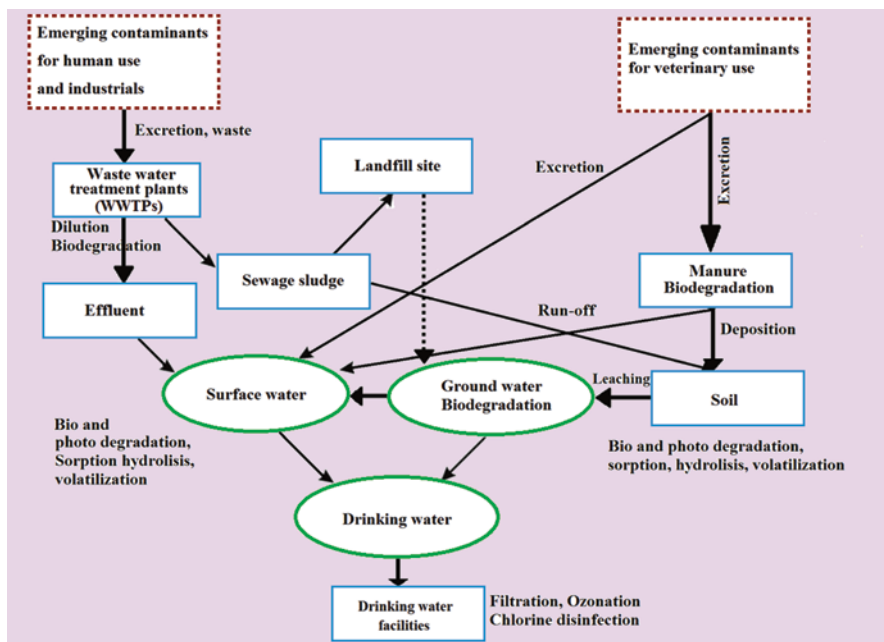 Emerging contaminants
for human use
and industrials
Emerging contaminants
for veterinary use
Excretion, waste
Landfill site
Excretion
Excretion
Waste water
treatment plants
(WWTPs)
Dilution
Biodegradation
Sewage sludge
Manure
Biodegradation
Effluent
Run-off
Deposition
Surface water
Ground water
Biodegradation
Leaching
Soil
Bio and
photo degradation,
Sorption hydrolisis,
volatilization
Bio and photo degradation,
sorption, hydrolisis, volatilization
Drinking water
Drinking water
facilities
Filtration, Ozonation
Chlorine disinfection